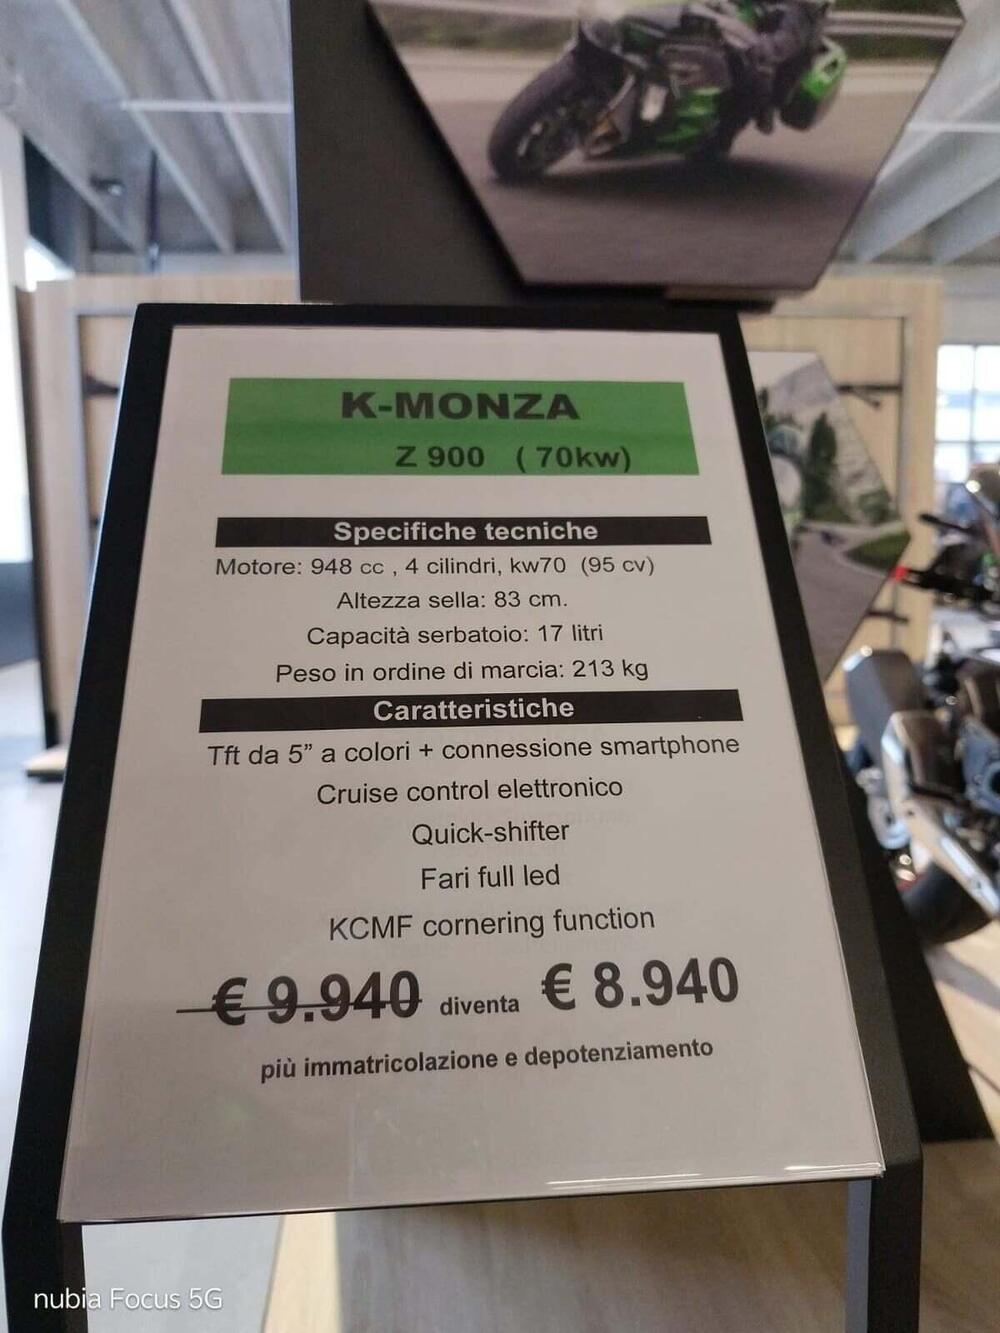 K-MONZA
Z 900 ( 70kw)
Specifiche tecniche
Motore: 948 cc , 4 cilindri, kw70 (95 cv)
Altezza sella: 83 cm.
Capacità serbatoio: 17 litri
Peso in ordine di marcia: 213 kg
Caratteristiche
Tft da 5” a colori + connessione smartphone
Cruise control elettronico
Quick-shifter
Fari full led
KCMF cornering function
€ 9.940 diventa € 8.940
più immatricolazione e depotenziamento
nubia Focus 5G